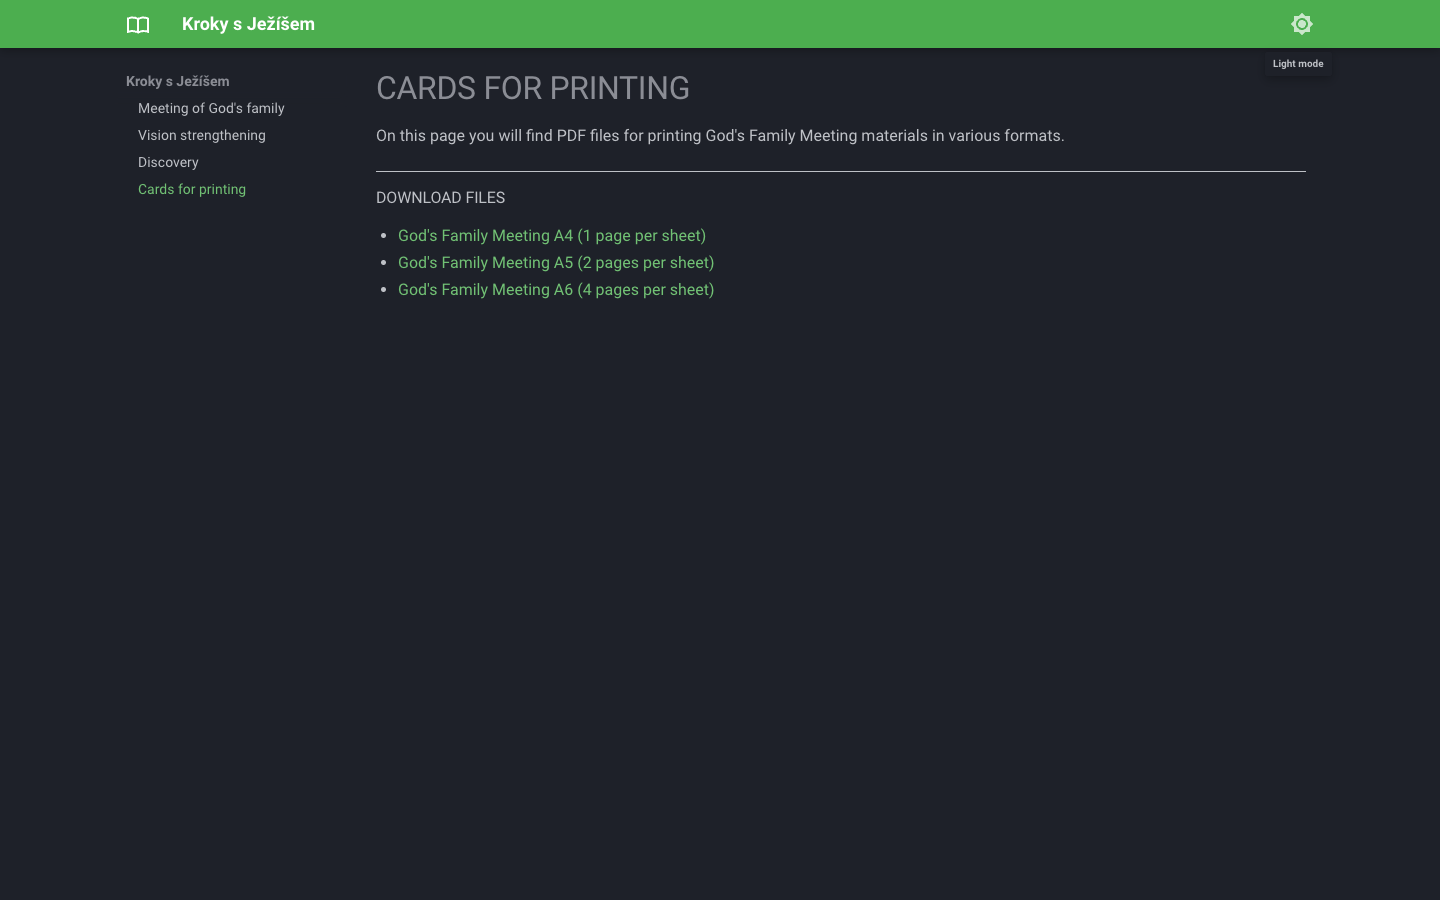 Kroky s Ježíšem
Light mode
Kroky s Ježíšem
Meeting of God's family
Vision strengthening
Discovery
Cards for printing
CARDS FOR PRINTING
On this page you will find PDF files for printing God's Family Meeting materials in various formats.
DOWNLOAD FILES
God's Family Meeting A4 (1 page per sheet)
God's Family Meeting A5 (2 pages per sheet)
God's Family Meeting A6 (4 pages per sheet)